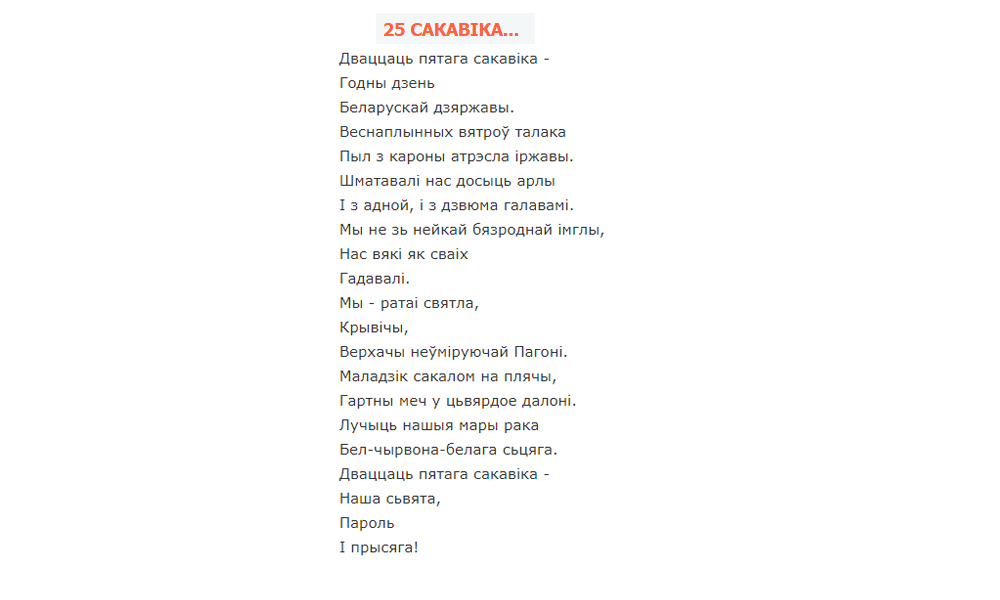 25 САКАВІКА...
Дваццаць пятага сакавіка -
Годны дзень
Беларускай дзяржавы.
Веснаплынных вятроў талака
Пыл з кароны атрэсла іржавы.
Шматавалі нас досыць арлы
І з адной, і з дзвюма галавамі.
Мы не зь нейкай бязроднай імглы,
Нас вякі як сваіх
Гадавалі.
Мы - ратаі святла,
Крывічы,
Верхачы неўміруючай Пагоні.
Маладзік сакалом на плячы,
Гартны меч у цьвярдое далоні.
Лучыць нашыя мары рака
Бел-чырвона-белага сьцяга.
Дваццаць пятага сакавіка -
Наша сьвята,
Пароль
І прысяга!